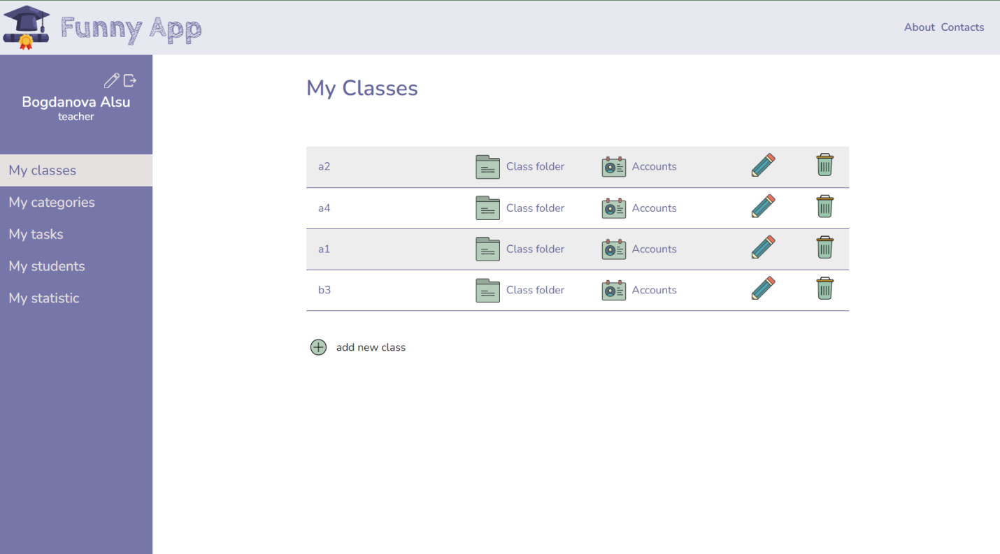 Funny App
About Contacts
Bogdanova Alsu
teacher
My classes
My categories
My tasks
My students
My statistic
My Classes
a2 Class folder Accounts
a4 Class folder Accounts
a1 Class folder Accounts
b3 Class folder Accounts
add new class